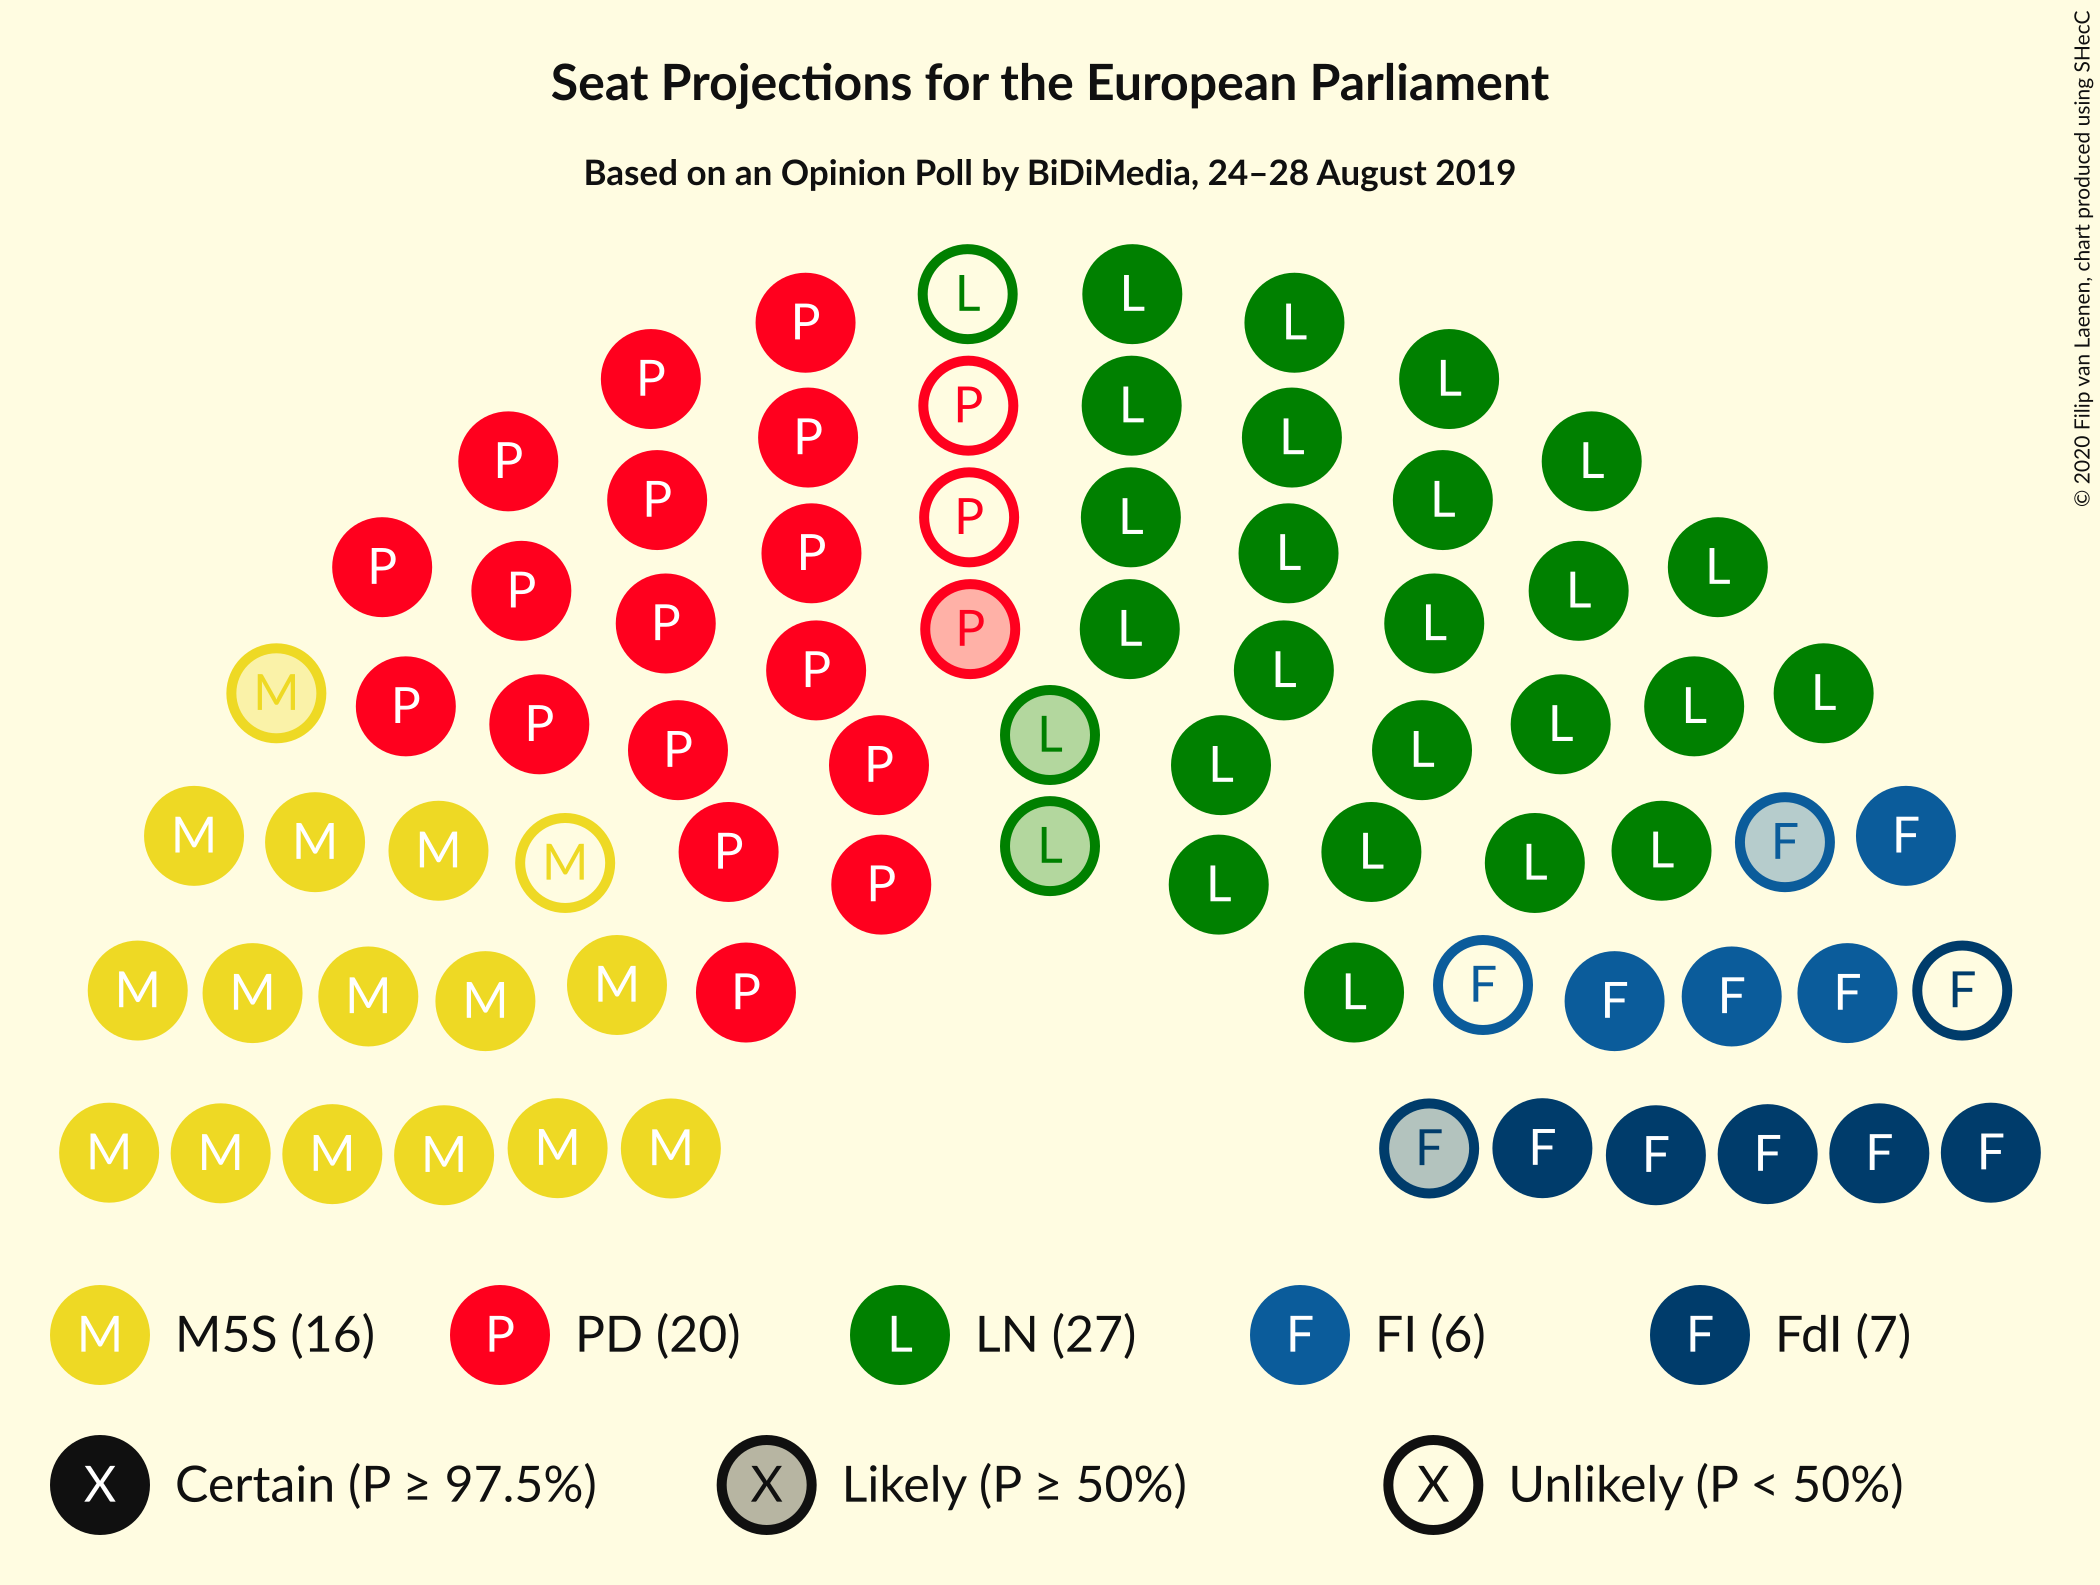 Seat Projections for the European Parliament
Based on an Opinion Poll by BiDiMedia, 24–28 August 2019
© 2020 Filip van Laenen, chart produced using SHecC
L L
P L L
P P L
P P L L
P L
P P L L
P P L
P P L L
P L L
P P L L
P L
M P L L
P P L L
P L
L
P L
M M F F
M L
L
M P L L
P L
M F
M P L F
M M F F
M M F F
M M F F
M M M M F F F F
M5S (16) PD (20) LN (27) FI (6) FdI (7)
X Certain (P ≥ 97.5%) X Likely (P ≥ 50%) X Unlikely (P < 50%)